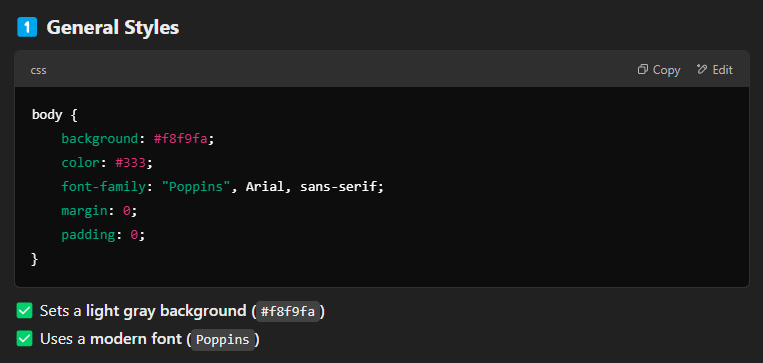 1 General Styles
css Copy Edit
body {
    background: #f8f9fa;
    color: #333;
    font-family: "Poppins", Arial, sans-serif;
    margin: 0;
    padding: 0;
}
✅ Sets a light gray background (#f8f9fa)
✅ Uses a modern font (Poppins)